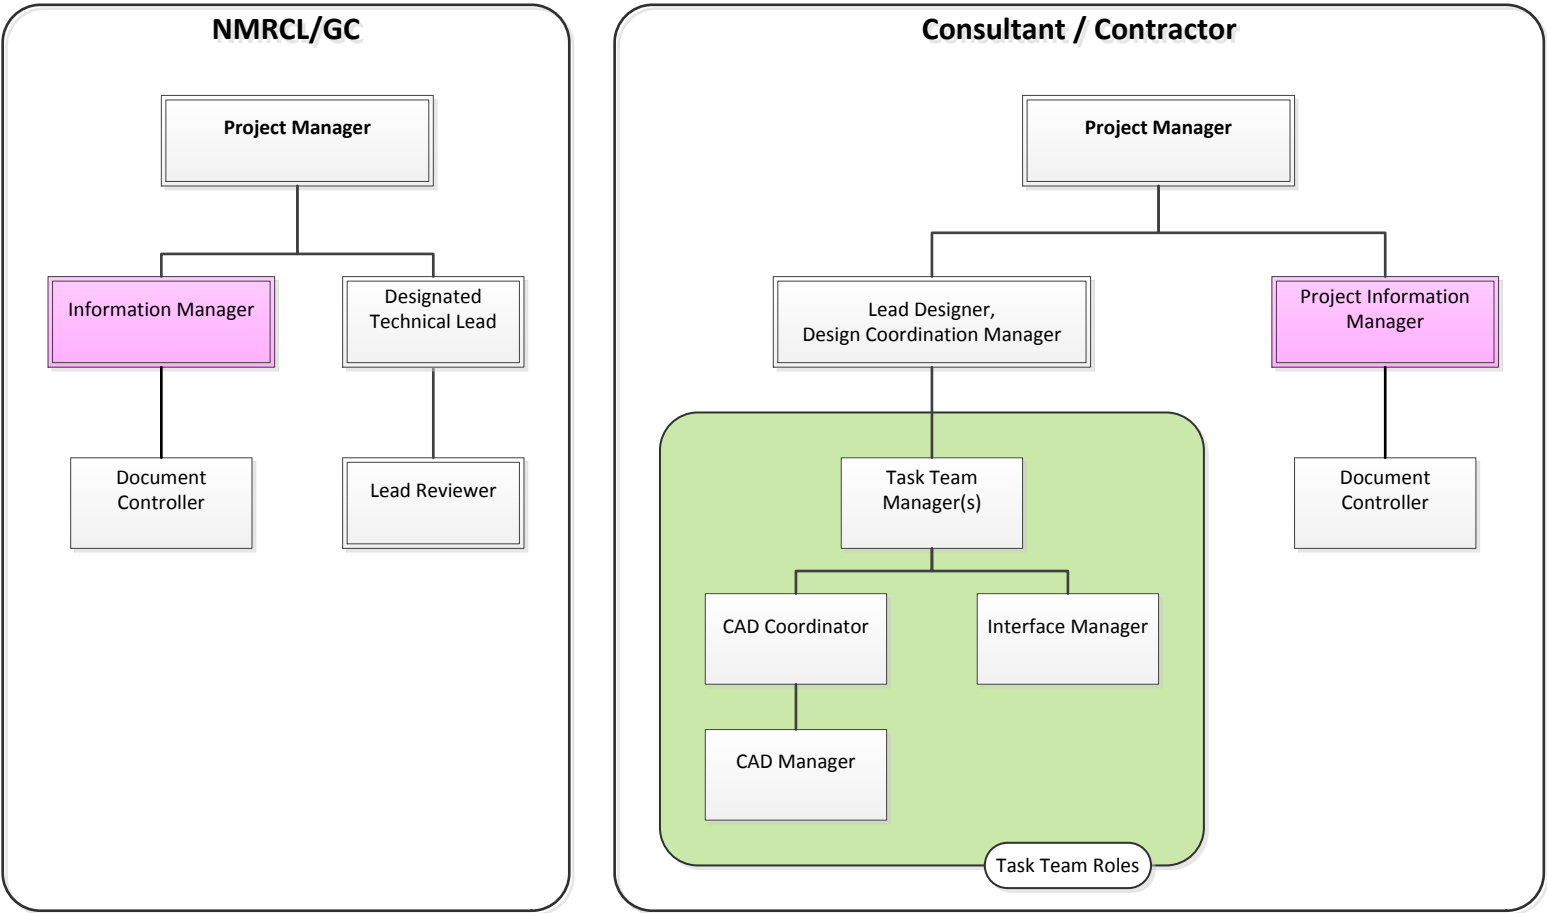 NMRCL/GC
Project Manager
Information Manager
Designated
Technical Lead
Document
Controller
Lead Reviewer
Consultant / Contractor
Project Manager
Lead Designer,
Design Coordination Manager
Project Information
Manager
Task Team
Manager(s)
Document
Controller
CAD Coordinator
Interface Manager
CAD Manager
Task Team Roles